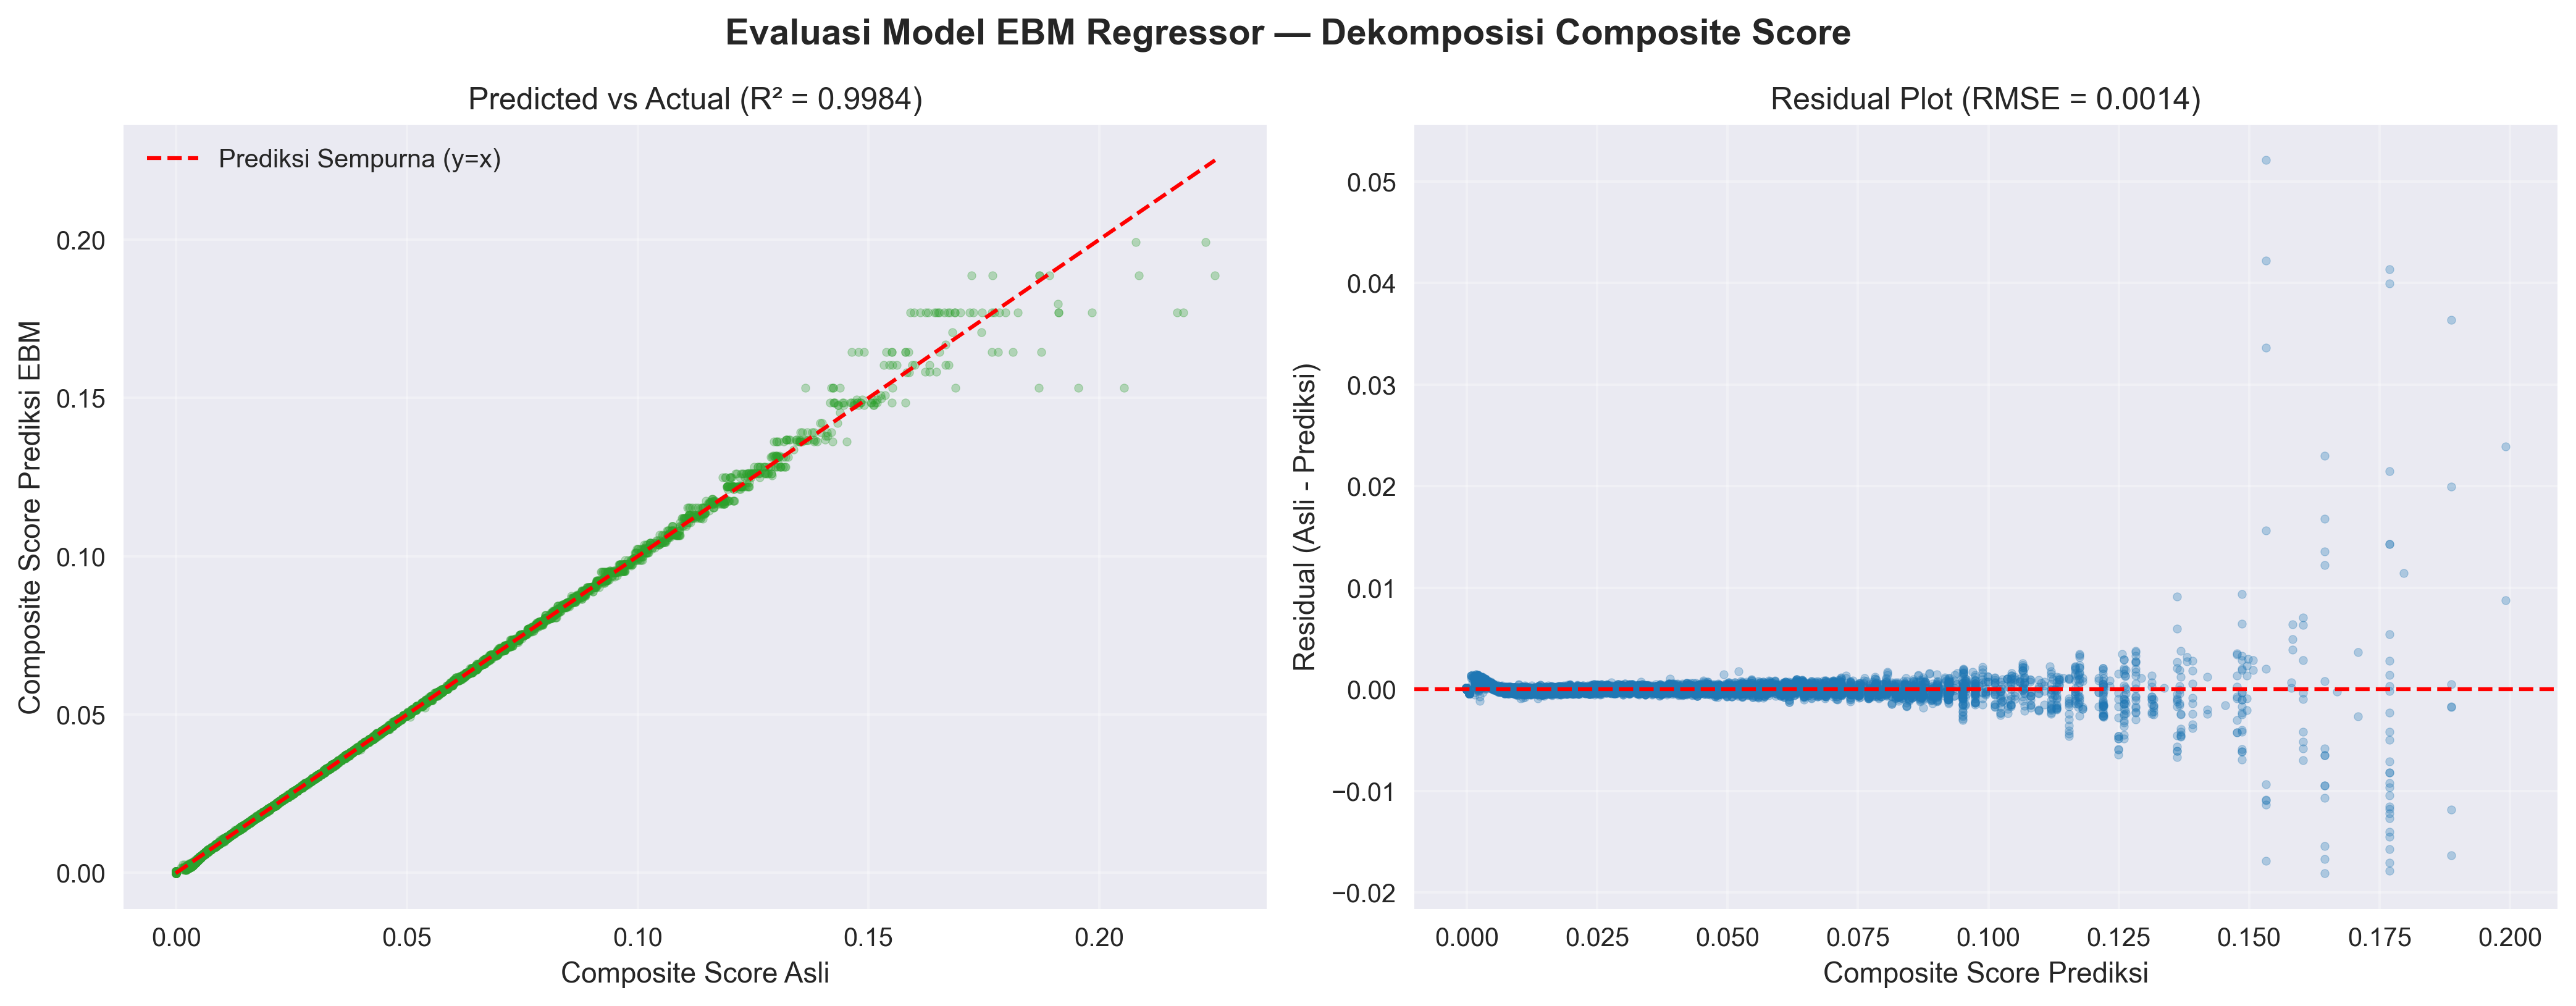 Evaluasi Model EBM Regressor — Dekomposisi Composite Score
Predicted vs Actual (R² = 0.9984)
Prediksi Sempurna (y=x)
Composite Score Prediksi EBM
0.20
0.15
0.10
0.05
0.00
0.00 0.05 0.10 0.15 0.20
Composite Score Asli
Residual Plot (RMSE = 0.0014)
Residual (Asli - Prediksi)
0.05
0.04
0.03
0.02
0.01
0.00
−0.01
−0.02
0.000 0.025 0.050 0.075 0.100 0.125 0.150 0.175 0.200
Composite Score Prediksi